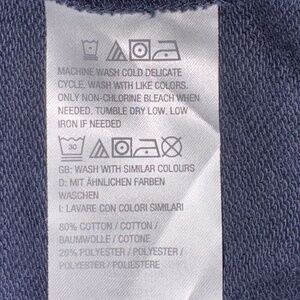 MACHINE WASH COLD DELICATE
CYCLE. WASH WITH LIKE COLORS.
ONLY NON-CHLORINE BLEACH WHEN
NEEDED. TUMBLE DRY LOW. LOW
IRON IF NEEDED
30
GB: WASH WITH SIMILAR COLOURS
D: MIT ÄHNLICHEN FARBEN
WASCHEN
I: LAVARE CON COLORI SIMILARI
80% COTTON / COTTON /
BAUMWOLLE / COTONE
20% POLYESTER / POLYESTER /
POLYESTER / POLIESTERE